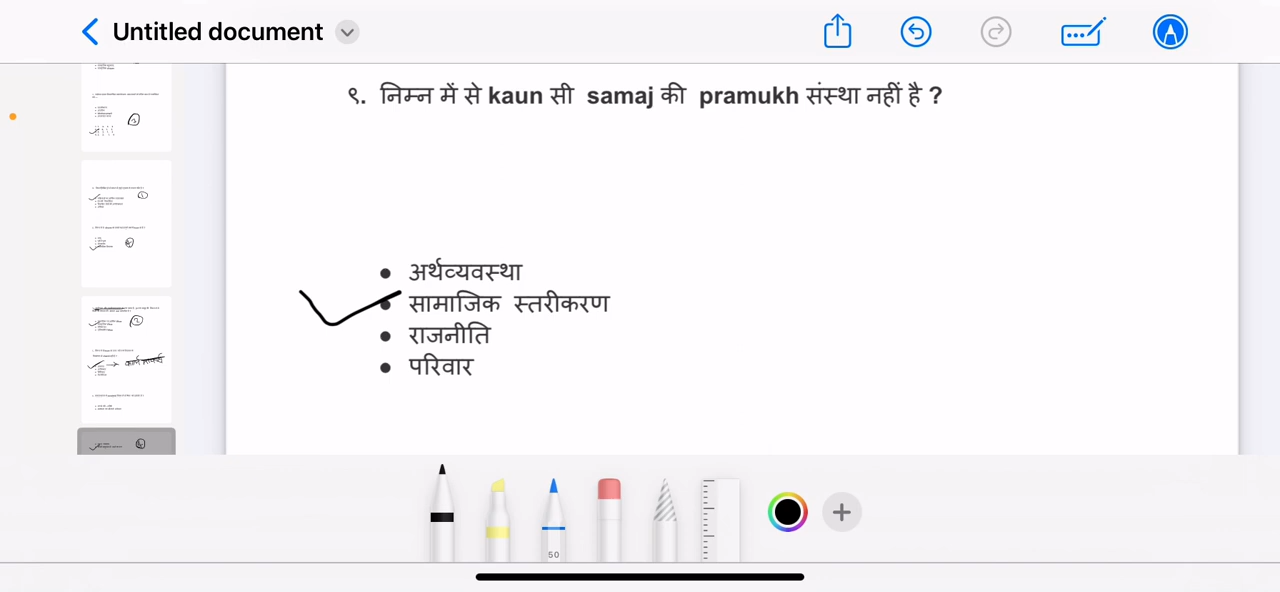 Untitled document
९. निम्न में से kaun सी samaj की pramukh संस्था नहीं है ?
अर्थव्यवस्था
सामाजिक स्तरीकरण
राजनीति
परिवार
50